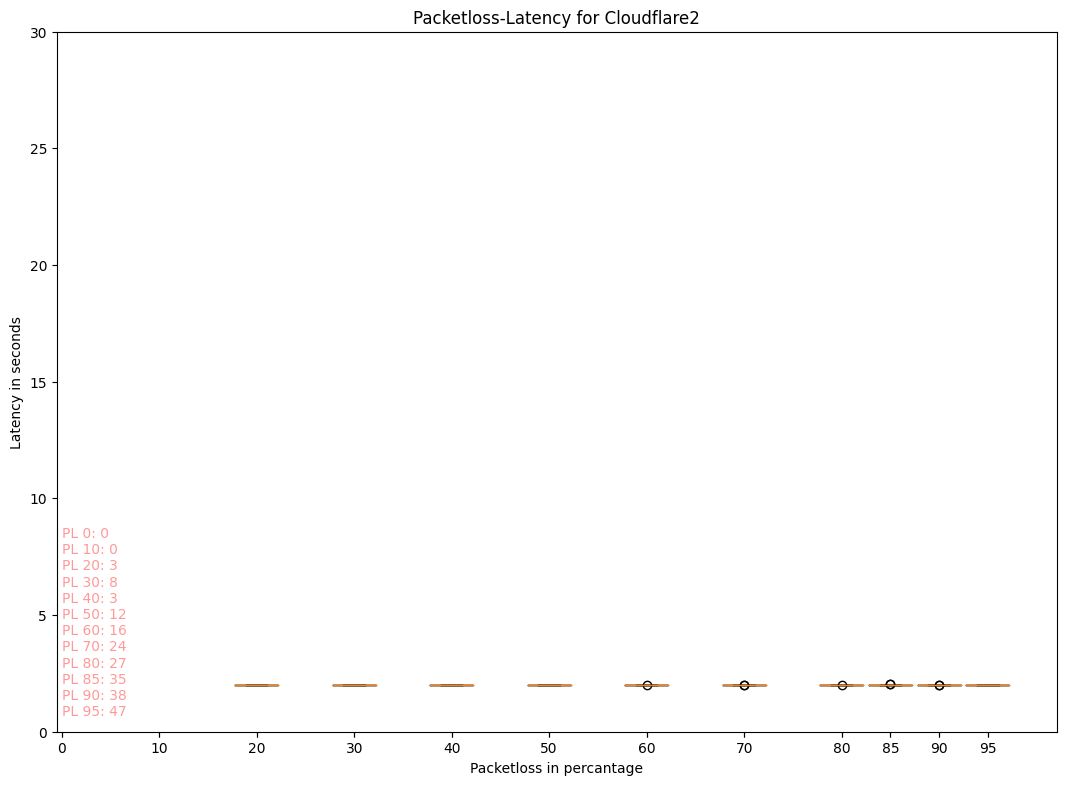 Packetloss-Latency for Cloudflare2
30
25
20
15
10
5
0
Latency in seconds
PL 0: 0
PL 10: 0
PL 20: 3
PL 30: 8
PL 40: 3
PL 50: 12
PL 60: 16
PL 70: 24
PL 80: 27
PL 85: 35
PL 90: 38
PL 95: 47
0 10 20 30 40 50 60 70 80 85 90 95
Packetloss in percantage